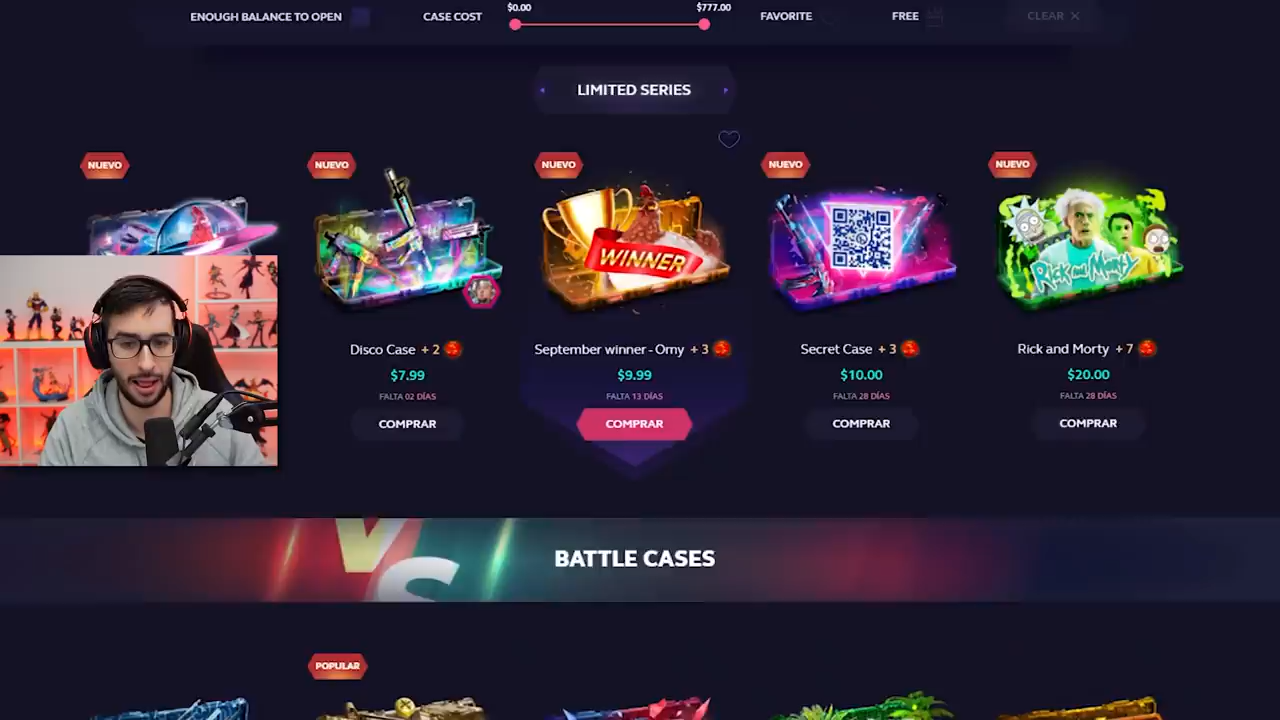 ENOUGH BALANCE TO OPEN
CASE COST
$0.00
$777.00
FAVORITE
FREE
CLEAR
LIMITED SERIES
NUEVO
NUEVO
NUEVO
NUEVO
NUEVO
WINNER
Rick and Morty
Disco Case + 2
September winner - Omy + 3
Secret Case + 3
Rick and Morty + 7
$7.99
$9.99
$10.00
$20.00
FALTA 02 DÍAS
FALTA 13 DÍAS
FALTA 28 DÍAS
FALTA 28 DÍAS
COMPRAR
COMPRAR
COMPRAR
COMPRAR
VS
BATTLE CASES
POPULAR